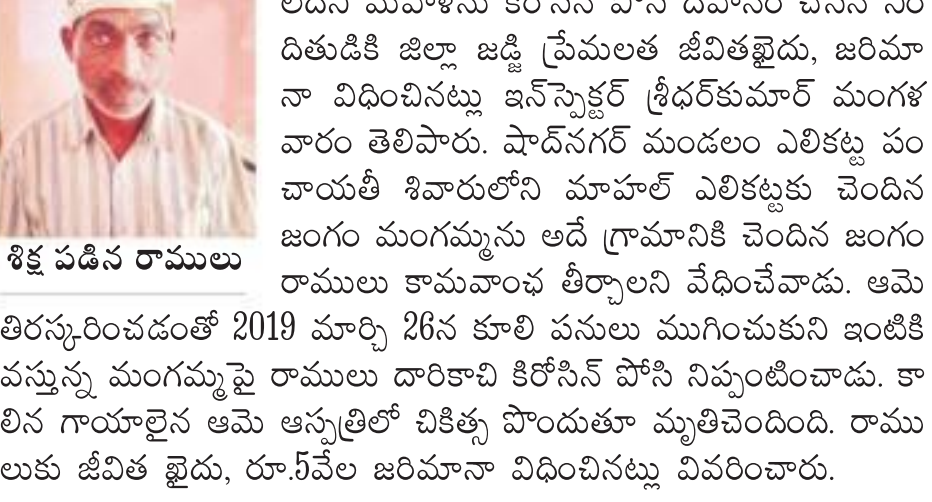 దితుడికి జిల్లా జడ్జి ప్రేమలత జీవితఖైదు, జరిమా
నా విధించినట్లు ఇన్‌స్పెక్టర్ శ్రీధర్‌కుమార్ మంగళ
వారం తెలిపారు. షాద్‌నగర్ మండలం ఎలికట్ట పం
చాయతీ శివారులోని మాహల్ ఎలికట్టకు చెందిన
జంగం మంగమ్మను అదే గ్రామానికి చెందిన జంగం
రాములు కామవాంఛ తీర్చాలని వేధించేవాడు. ఆమె
శిక్ష పడిన రాములు
తిరస్కరించడంతో 2019 మార్చి 26న కూలి పనులు ముగించుకుని ఇంటికి
వస్తున్న మంగమ్మపై రాములు దారికాచి కిరోసిన్ పోసి నిప్పంటించాడు. కా
లిన గాయాలైన ఆమె ఆస్పత్రిలో చికిత్స పొందుతూ మృతిచెందింది. రాము
లుకు జీవిత ఖైదు, రూ.5వేల జరిమానా విధించినట్లు వివరించారు.